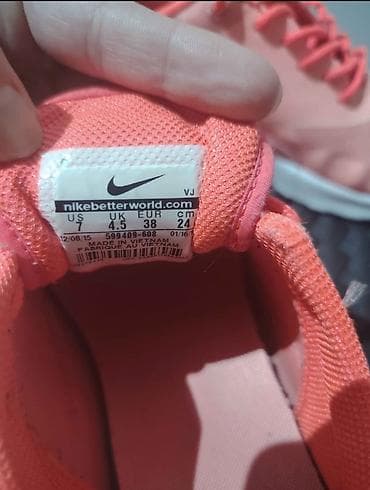 VJ
nikebetterworld.com
US UK EUR cm
7 4.5 38 24
12/08/15 599409-608 01/16
MADE IN VIETNAM
FABRIQUE AU VIETNAM